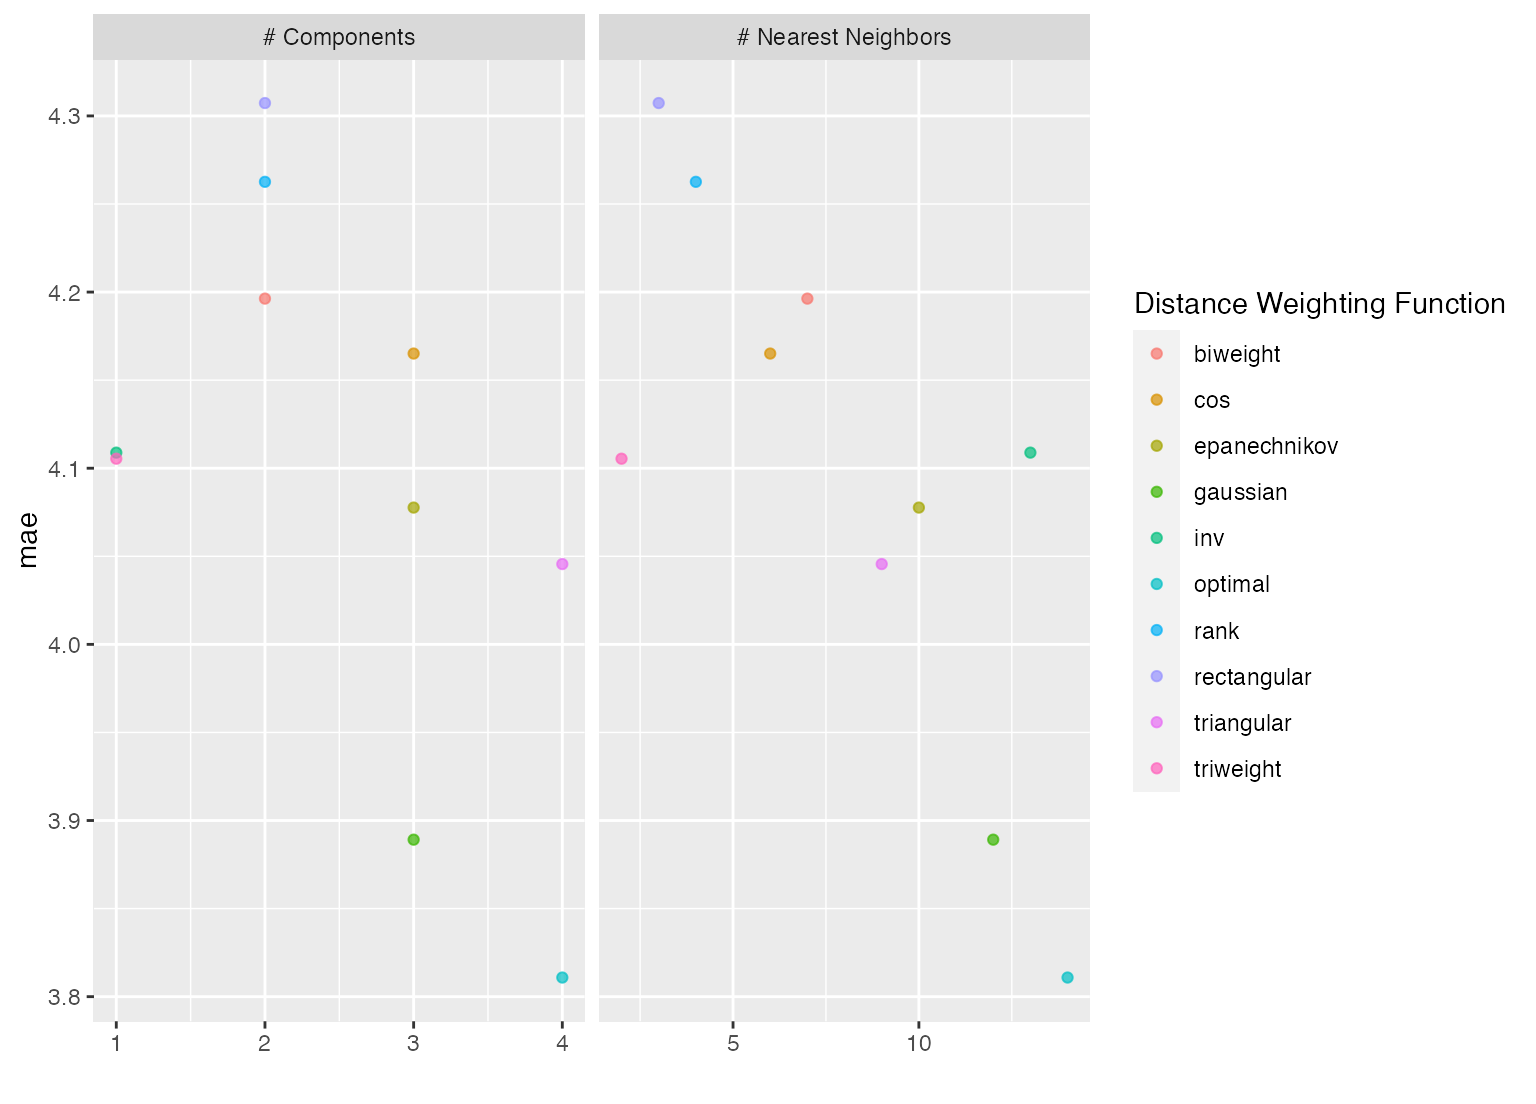 # Components
# Nearest Neighbors
4.3
4.2
4.1
4.0
3.9
3.8
mae
1 2 3 4
5 10
Distance Weighting Function
biweight
cos
epanechnikov
gaussian
inv
optimal
rank
rectangular
triangular
triweight